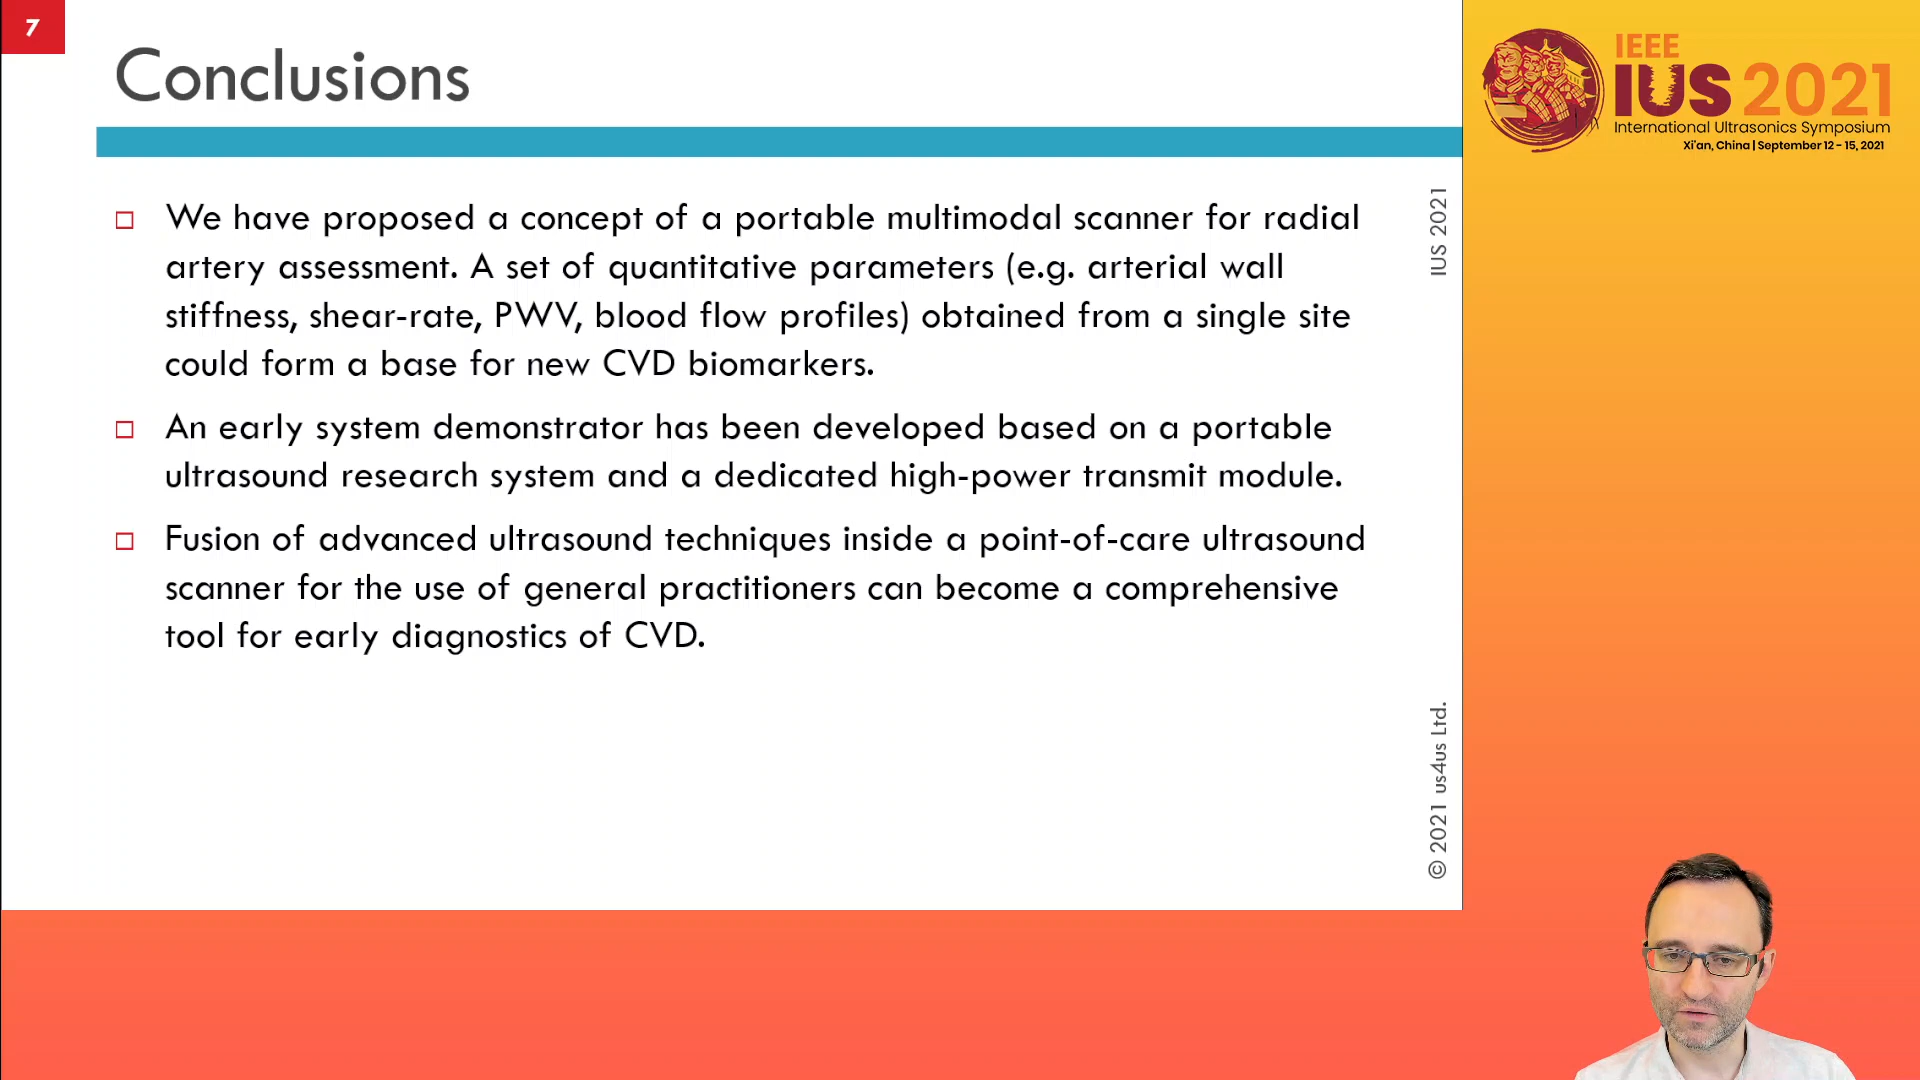 7
Conclusions
We have proposed a concept of a portable multimodal scanner for radial
artery assessment. A set of quantitative parameters (e.g. arterial wall
stiffness, shear-rate, PWV, blood flow profiles) obtained from a single site
could form a base for new CVD biomarkers.
An early system demonstrator has been developed based on a portable
ultrasound research system and a dedicated high-power transmit module.
Fusion of advanced ultrasound techniques inside a point-of-care ultrasound
scanner for the use of general practitioners can become a comprehensive
tool for early diagnostics of CVD.
IUS 2021
© 2021 us4us Ltd.
IEEE
IUS 2021
International Ultrasonics Symposium
Xi'an, China | September 12 - 15, 2021